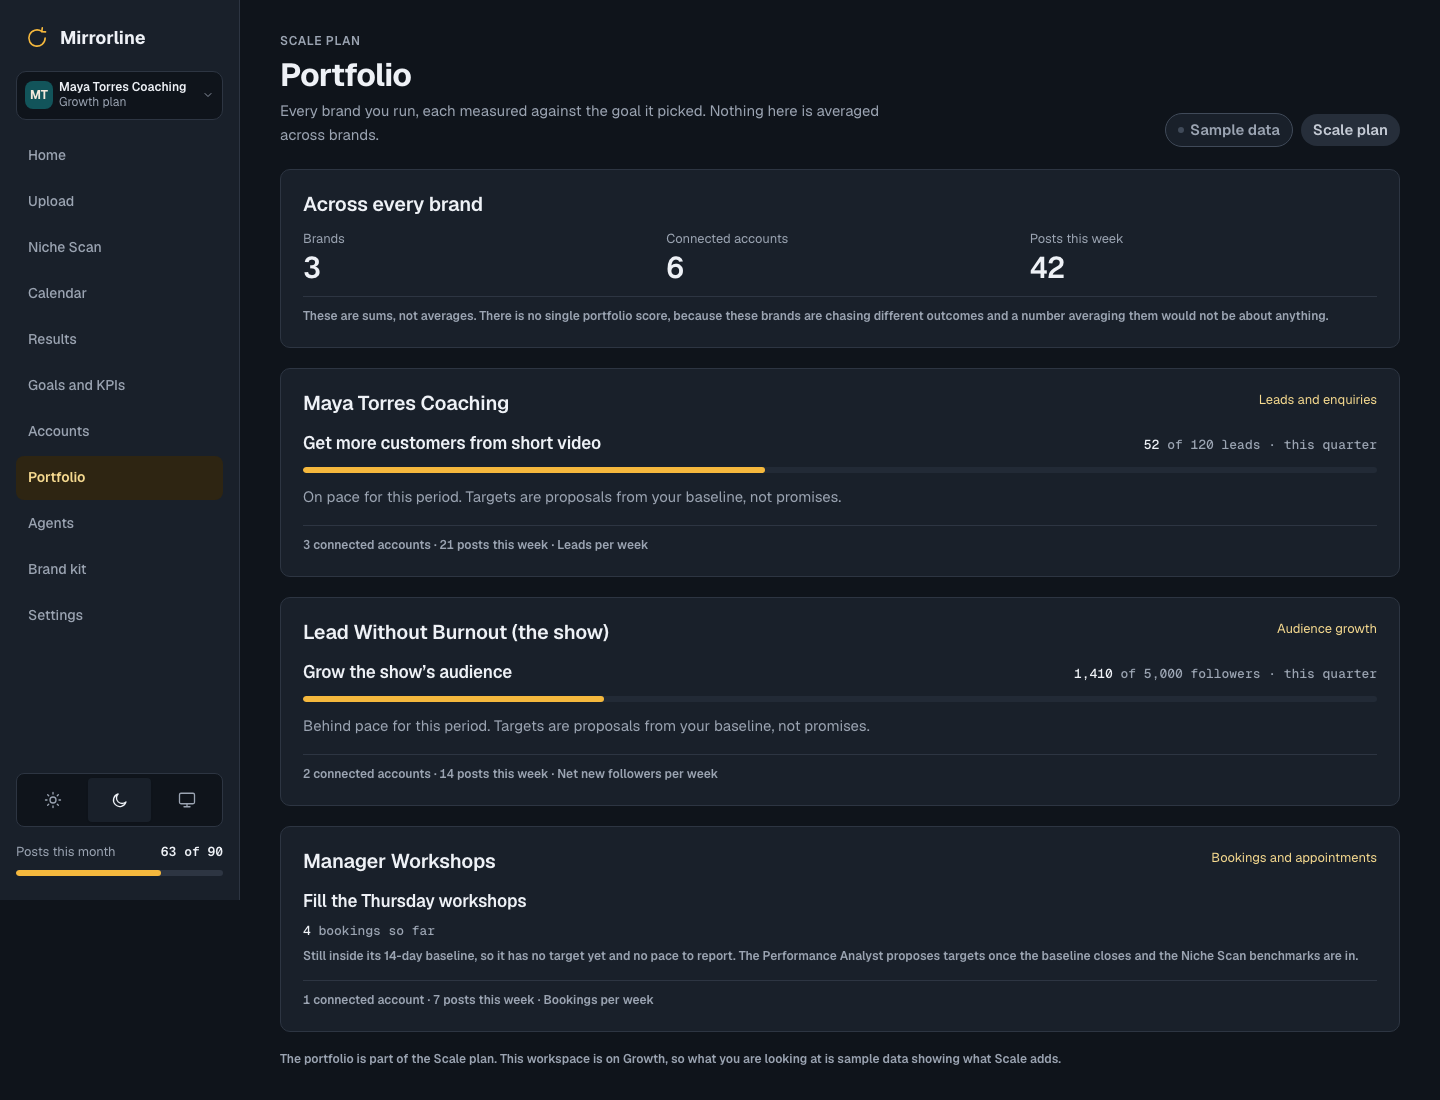 Mirrorline
MT
Maya Torres Coaching
Growth plan
Home
Upload
Niche Scan
Calendar
Results
Goals and KPIs
Accounts
Portfolio
Agents
Brand kit
Settings
Posts this month
63 of 90
SCALE PLAN
Portfolio
Every brand you run, each measured against the goal it picked. Nothing here is averaged
across brands.
Sample data
Scale plan
Across every brand
Brands
3
Connected accounts
6
Posts this week
42
These are sums, not averages. There is no single portfolio score, because these brands are chasing different outcomes and a number averaging them would not be about anything.
Maya Torres Coaching
Leads and enquiries
Get more customers from short video
52 of 120 leads · this quarter
On pace for this period. Targets are proposals from your baseline, not promises.
3 connected accounts · 21 posts this week · Leads per week
Lead Without Burnout (the show)
Audience growth
Grow the show’s audience
1,410 of 5,000 followers · this quarter
Behind pace for this period. Targets are proposals from your baseline, not promises.
2 connected accounts · 14 posts this week · Net new followers per week
Manager Workshops
Bookings and appointments
Fill the Thursday workshops
4 bookings so far
Still inside its 14-day baseline, so it has no target yet and no pace to report. The Performance Analyst proposes targets once the baseline closes and the Niche Scan benchmarks are in.
1 connected account · 7 posts this week · Bookings per week
The portfolio is part of the Scale plan. This workspace is on Growth, so what you are looking at is sample data showing what Scale adds.